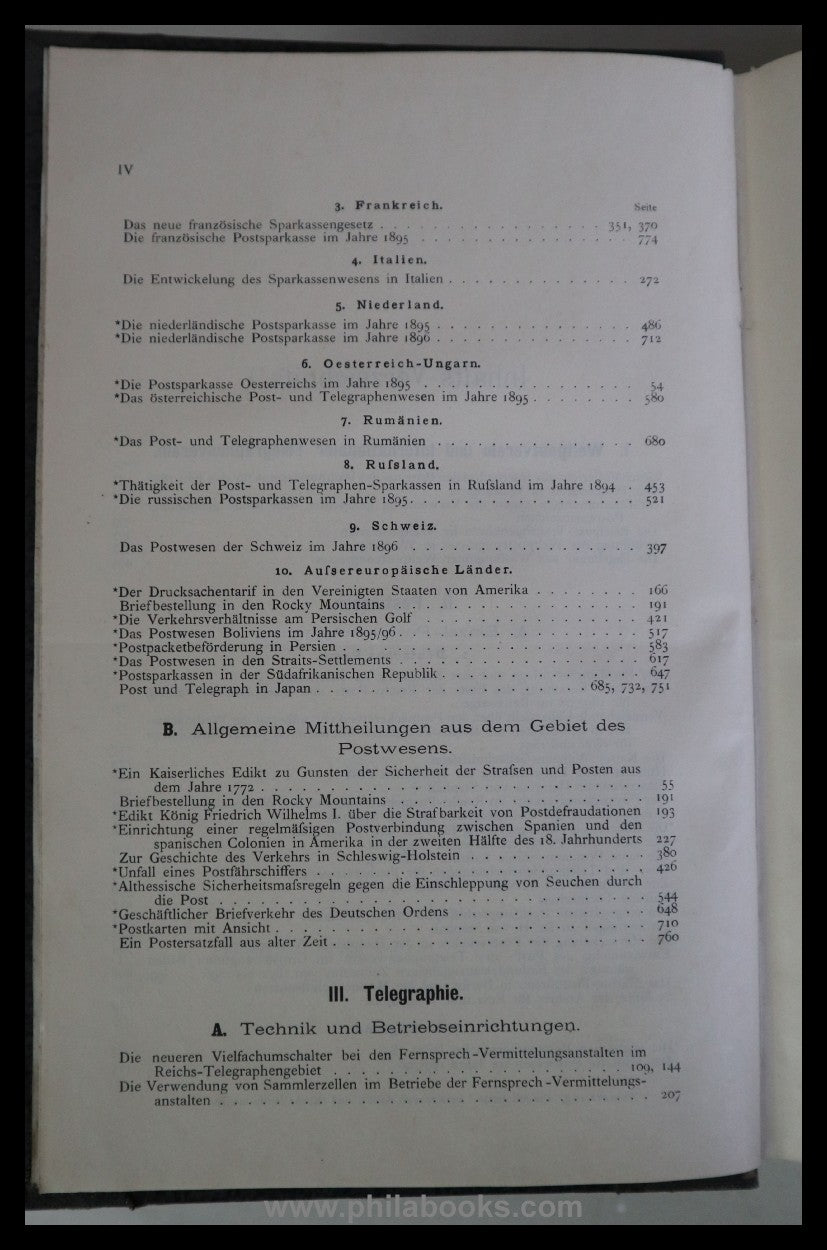 IV
3. Frankreich.
Seite
Das neue französische Sparkassengesetz . . . . . . . . . . . . . . . . . 351, 370
Die französische Postsparkasse im Jahre 1895 . . . . . . . . . . . . . . . . 774
4. Italien.
Die Entwickelung des Sparkassenwesens in Italien . . . . . . . . . . . . . . 272
5. Niederland.
*Die niederländische Postsparkasse im Jahre 1895 . . . . . . . . . . . . . . . 486
*Die niederländische Postsparkasse im Jahre 1896 . . . . . . . . . . . . . . . 712
6. Oesterreich-Ungarn.
*Die Postsparkasse Oesterreichs im Jahre 1895 . . . . . . . . . . . . . . . . 54
*Das österreichische Post- und Telegraphenwesen im Jahre 1895 . . . . . . . . 580
7. Rumänien.
*Das Post- und Telegraphenwesen in Rumänien . . . . . . . . . . . . . . . 680
8. Ruſsland.
*Thätigkeit der Post- und Telegraphen-Sparkassen in Ruſsland im Jahre 1894 . 453
*Die russischen Postsparkassen im Jahre 1895 . . . . . . . . . . . . . . . . . 521
9. Schweiz.
Das Postwesen der Schweiz im Jahre 1896 . . . . . . . . . . . . . . . . . 397
10. Auſsereuropäische Länder.
*Der Drucksachentarif in den Vereinigten Staaten von Amerika . . . . . . . . 166
Briefbestellung in den Rocky Mountains . . . . . . . . . . . . . . . . . . 191
*Die Verkehrsverhältnisse am Persischen Golf . . . . . . . . . . . . . . . . 421
*Das Postwesen Boliviens im Jahre 1895/96 . . . . . . . . . . . . . . . . . . 517
*Postpacketbeförderung in Persien . . . . . . . . . . . . . . . . . . . . . . 583
*Das Postwesen in den Straits-Settlements . . . . . . . . . . . . . . . . . . 617
*Postsparkassen in der Südafrikanischen Republik . . . . . . . . . . . . . . . 647
Post und Telegraph in Japan . . . . . . . . . . . . . . . . . . . . . 685, 732, 751
B. Allgemeine Mittheilungen aus dem Gebiet des
Postwesens.
*Ein Kaiserliches Edikt zu Gunsten der Sicherheit der Straſsen und Posten aus
dem Jahre 1772 . . . . . . . . . . . . . . . . . . . . . . . . . . . . 55
Briefbestellung in den Rocky Mountains . . . . . . . . . . . . . . . . . . 191
*Edikt König Friedrich Wilhelms I. über die Strafbarkeit von Postdefraudationen 193
*Einrichtung einer regelmäſsigen Postverbindung zwischen Spanien und den
spanischen Colonien in Amerika in der zweiten Hälfte des 18. Jahrhunderts 227
Zur Geschichte des Verkehrs in Schleswig-Holstein . . . . . . . . . . . . . 380
*Unfall eines Postfährschiffers . . . . . . . . . . . . . . . . . . . . . . . . 426
*Althessische Sicherheitsmaſsregeln gegen die Einschleppung von Seuchen durch
die Post . . . . . . . . . . . . . . . . . . . . . . . . . . . . . . . 544
*Geschäftlicher Briefverkehr des Deutschen Ordens . . . . . . . . . . . . . . 648
*Postkarten mit Ansicht . . . . . . . . . . . . . . . . . . . . . . . . . . . 710
Ein Postersatzfall aus alter Zeit . . . . . . . . . . . . . . . . . . . . . . . 760
III. Telegraphie.
A. Technik und Betriebseinrichtungen.
Die neueren Vielfachumschalter bei den Fernsprech-Vermittelungsanstalten im
Reichs-Telegraphengebiet . . . . . . . . . . . . . . . . . . . . . 109, 144
Die Verwendung von Sammlerzellen im Betriebe der Fernsprech-Vermittelungs-
anstalten . . . . . . . . . . . . . . . . . . . . . . . . . . . . . . . 207
www.philabooks.com